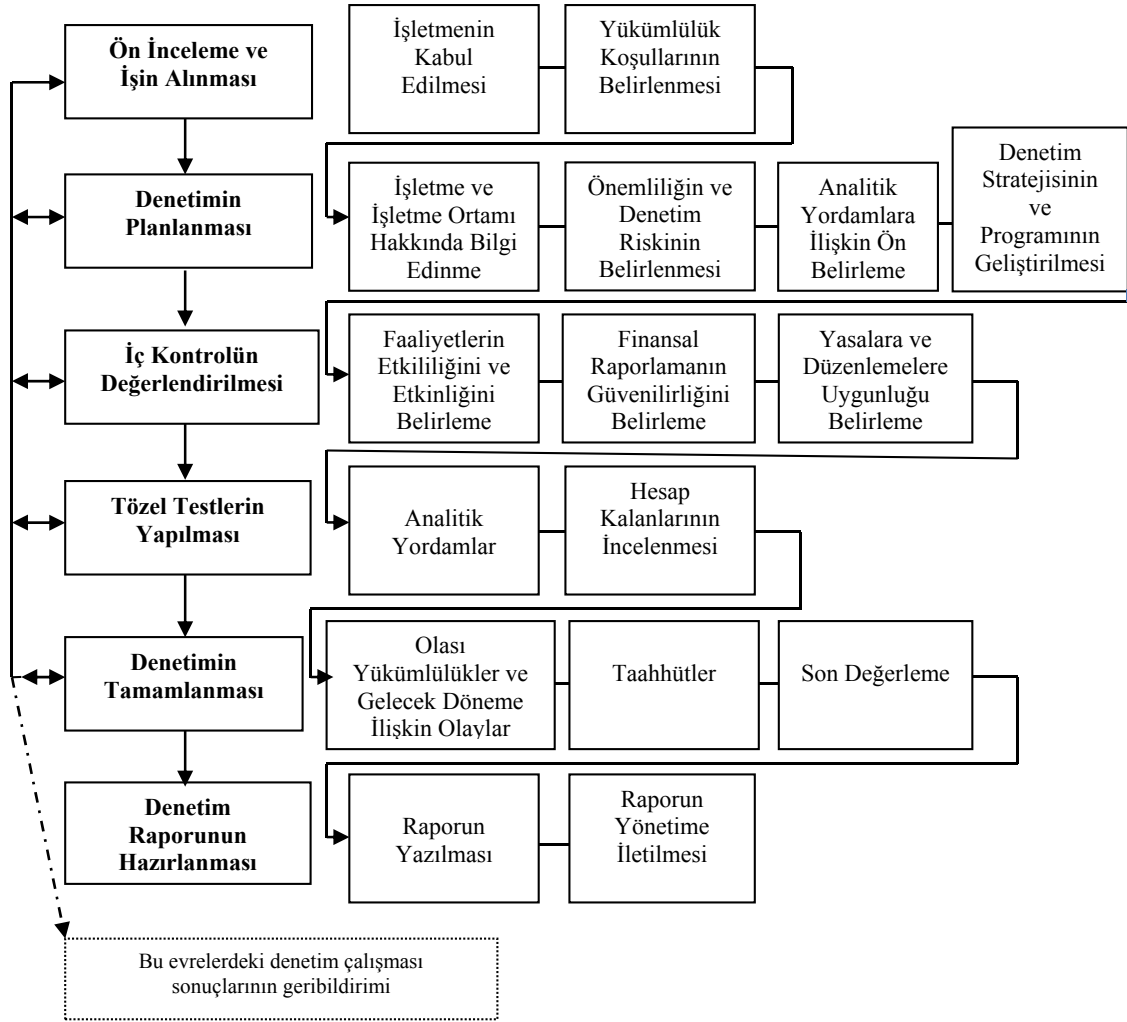 Ön İnceleme ve
İşin Alınması
İşletmenin
Kabul
Edilmesi
Yükümlülük
Koşullarının
Belirlenmesi
Denetimin
Planlanması
İşletme ve
İşletme Ortamı
Hakkında Bilgi
Edinme
Önemliliğin ve
Denetim
Riskinin
Belirlenmesi
Analitik
Yordamlara
İlişkin Ön
Belirleme
Denetim
Stratejisinin
ve
Programının
Geliştirilmesi
İç Kontrolün
Değerlendirilmesi
Faaliyetlerin
Etkililiğini ve
Etkinliğini
Belirleme
Finansal
Raporlamanın
Güvenilirliğini
Belirleme
Yasalara ve
Düzenlemelere
Uygunluğu
Belirleme
Tözel Testlerin
Yapılması
Analitik
Yordamlar
Hesap
Kalanlarının
İncelenmesi
Denetimin
Tamamlanması
Olası
Yükümlülükler ve
Gelecek Döneme
İlişkin Olaylar
Taahhütler
Son Değerleme
Denetim
Raporunun
Hazırlanması
Raporun
Yazılması
Raporun
Yönetime
İletilmesi
Bu evrelerdeki denetim çalışması
sonuçlarının geribildirimi